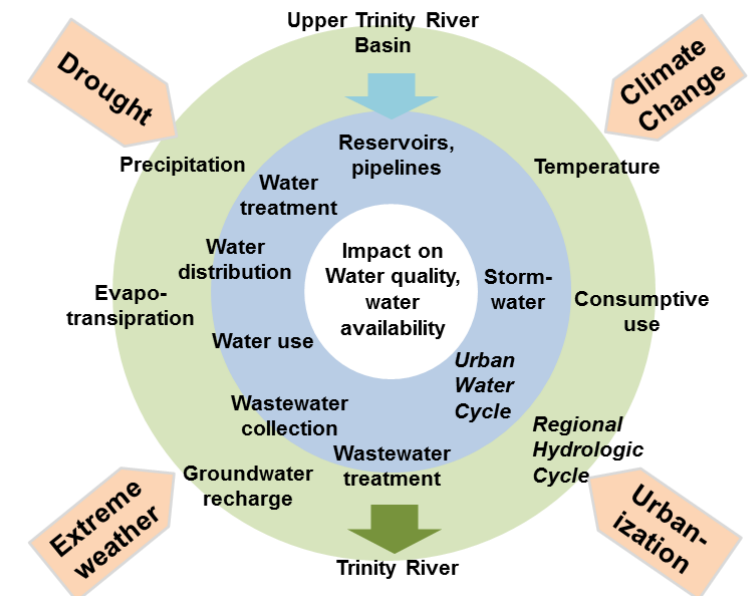 Upper Trinity River
Basin
Drought
Climate
Change
Precipitation
Temperature
Reservoirs,
pipelines
Water
treatment
Water
distribution
Impact on
Water quality,
water
availability
Storm-
water
Evapo-
transipration
Consumptive
use
Water use
Urban
Water
Cycle
Wastewater
collection
Regional
Hydrologic
Cycle
Wastewater
treatment
Groundwater
recharge
Extreme
weather
Urban-
ization
Trinity River